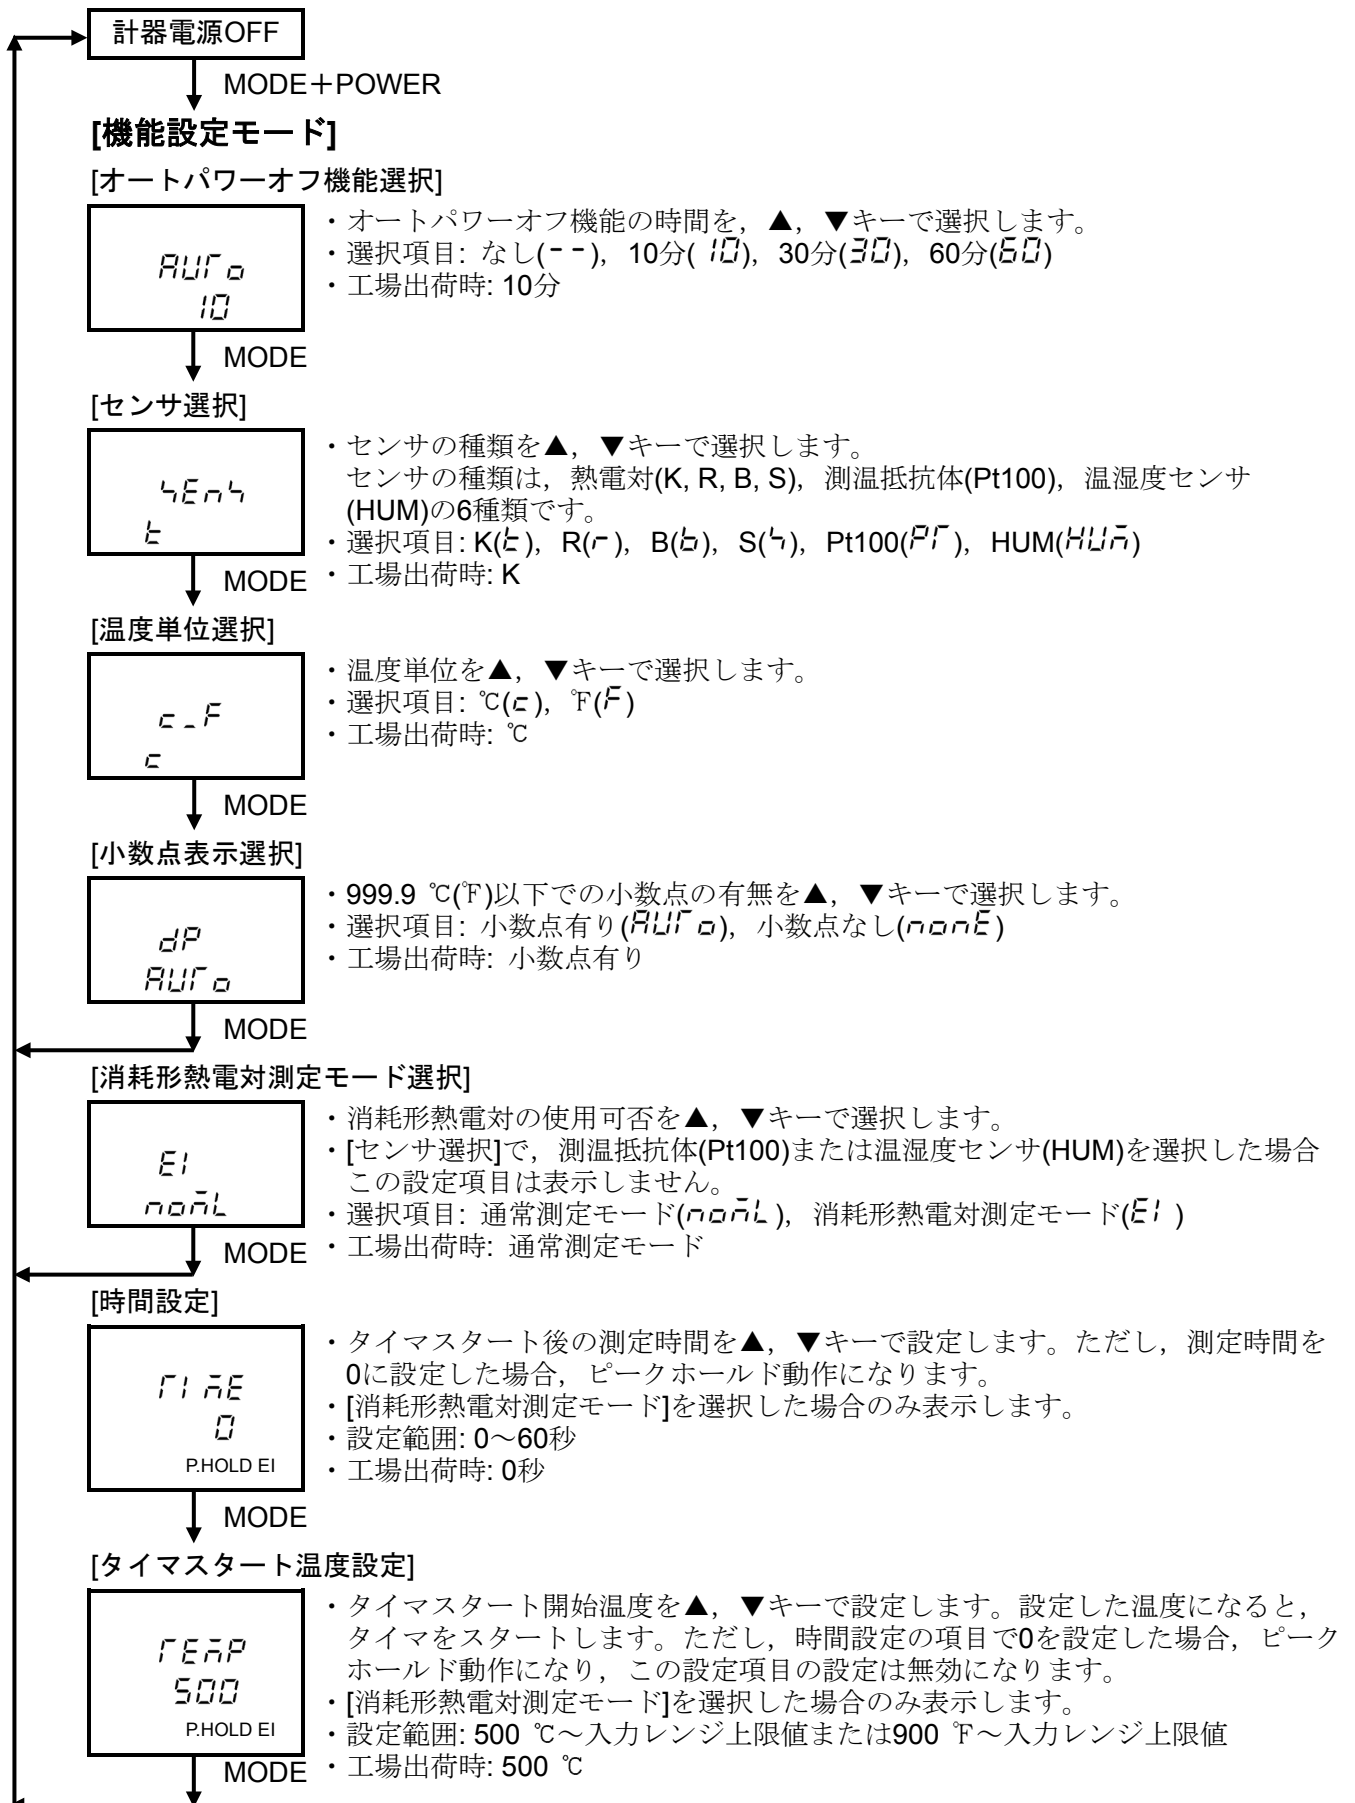 計器電源OFF
MODE＋POWER
[機能設定モード]
[オートパワーオフ機能選択]
AUTo
10
・オートパワーオフ機能の時間を，▲，▼キーで選択します。
・選択項目: なし(--)，10分(10)，30分(30)，60分(60)
・工場出荷時: 10分
MODE
[センサ選択]
SEnS
k
・センサの種類を▲，▼キーで選択します。
センサの種類は，熱電対(K, R, B, S)，測温抵抗体(Pt100)，温湿度センサ
(HUM)の6種類です。
・選択項目: K(k)，R(r)，B(b)，S(S)，Pt100(PT)，HUM(HUM)
・工場出荷時: K
MODE
[温度単位選択]
c_F
c
・温度単位を▲，▼キーで選択します。
・選択項目: ℃(c)，℉(F)
・工場出荷時: ℃
MODE
[小数点表示選択]
dP
AUTo
・999.9 ℃(℉)以下での小数点の有無を▲，▼キーで選択します。
・選択項目: 小数点有り(AUTo)，小数点なし(nonE)
・工場出荷時: 小数点有り
MODE
[消耗形熱電対測定モード選択]
EI
noML
・消耗形熱電対の使用可否を▲，▼キーで選択します。
・[センサ選択]で，測温抵抗体(Pt100)または温湿度センサ(HUM)を選択した場合
この設定項目は表示しません。
・選択項目: 通常測定モード(noML)，消耗形熱電対測定モード(EI )
・工場出荷時: 通常測定モード
MODE
[時間設定]
TIME
0
P.HOLD EI
・タイマスタート後の測定時間を▲，▼キーで設定します。ただし，測定時間を
0に設定した場合，ピークホールド動作になります。
・[消耗形熱電対測定モード]を選択した場合のみ表示します。
・設定範囲: 0～60秒
・工場出荷時: 0秒
MODE
[タイマスタート温度設定]
TEMP
500
P.HOLD EI
・タイマスタート開始温度を▲，▼キーで設定します。設定した温度になると，
タイマをスタートします。ただし，時間設定の項目で0を設定した場合，ピーク
ホールド動作になり，この設定項目の設定は無効になります。
・[消耗形熱電対測定モード]を選択した場合のみ表示します。
・設定範囲: 500 ℃～入力レンジ上限値または900 ℉～入力レンジ上限値
・工場出荷時: 500 ℃
MODE